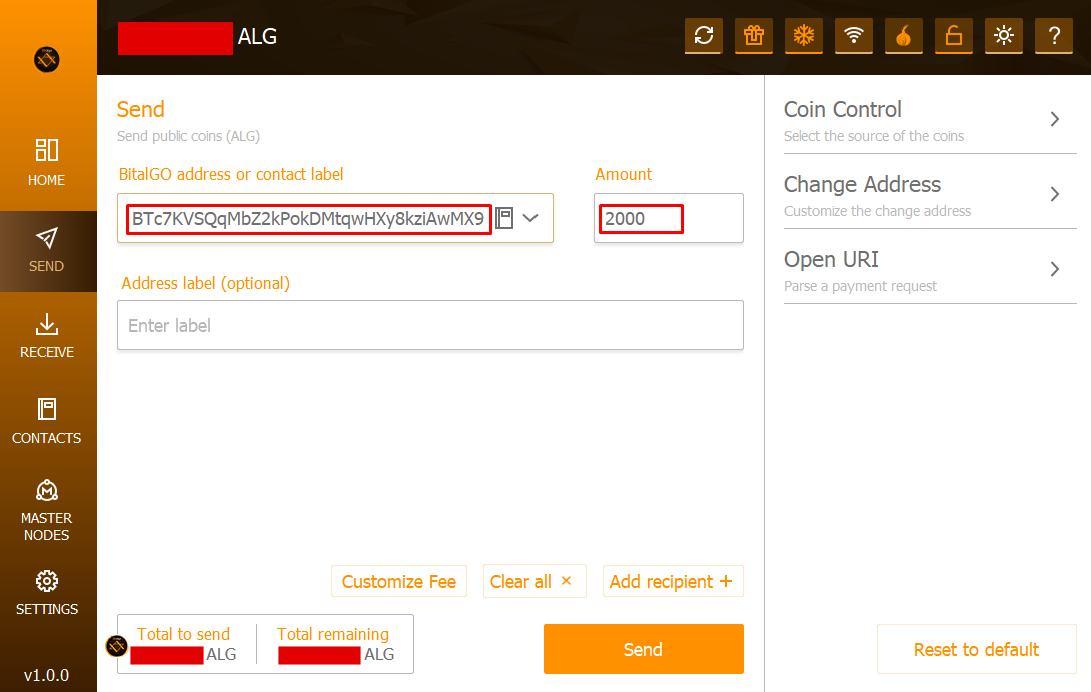 ALG
?
HOME
SEND
RECEIVE
CONTACTS
MASTER
NODES
SETTINGS
v1.0.0
Send
Send public coins (ALG)
BitalGO address or contact label
Amount
BTc7KVSQqMbZ2kPokDMtqwHXy8kziAwMX9
2000
Address label (optional)
Enter label
Customize Fee
Clear all ×
Add recipient +
Total to send
ALG
Total remaining
ALG
Send
Coin Control
Select the source of the coins
Change Address
Customize the change address
Open URI
Parse a payment request
Reset to default